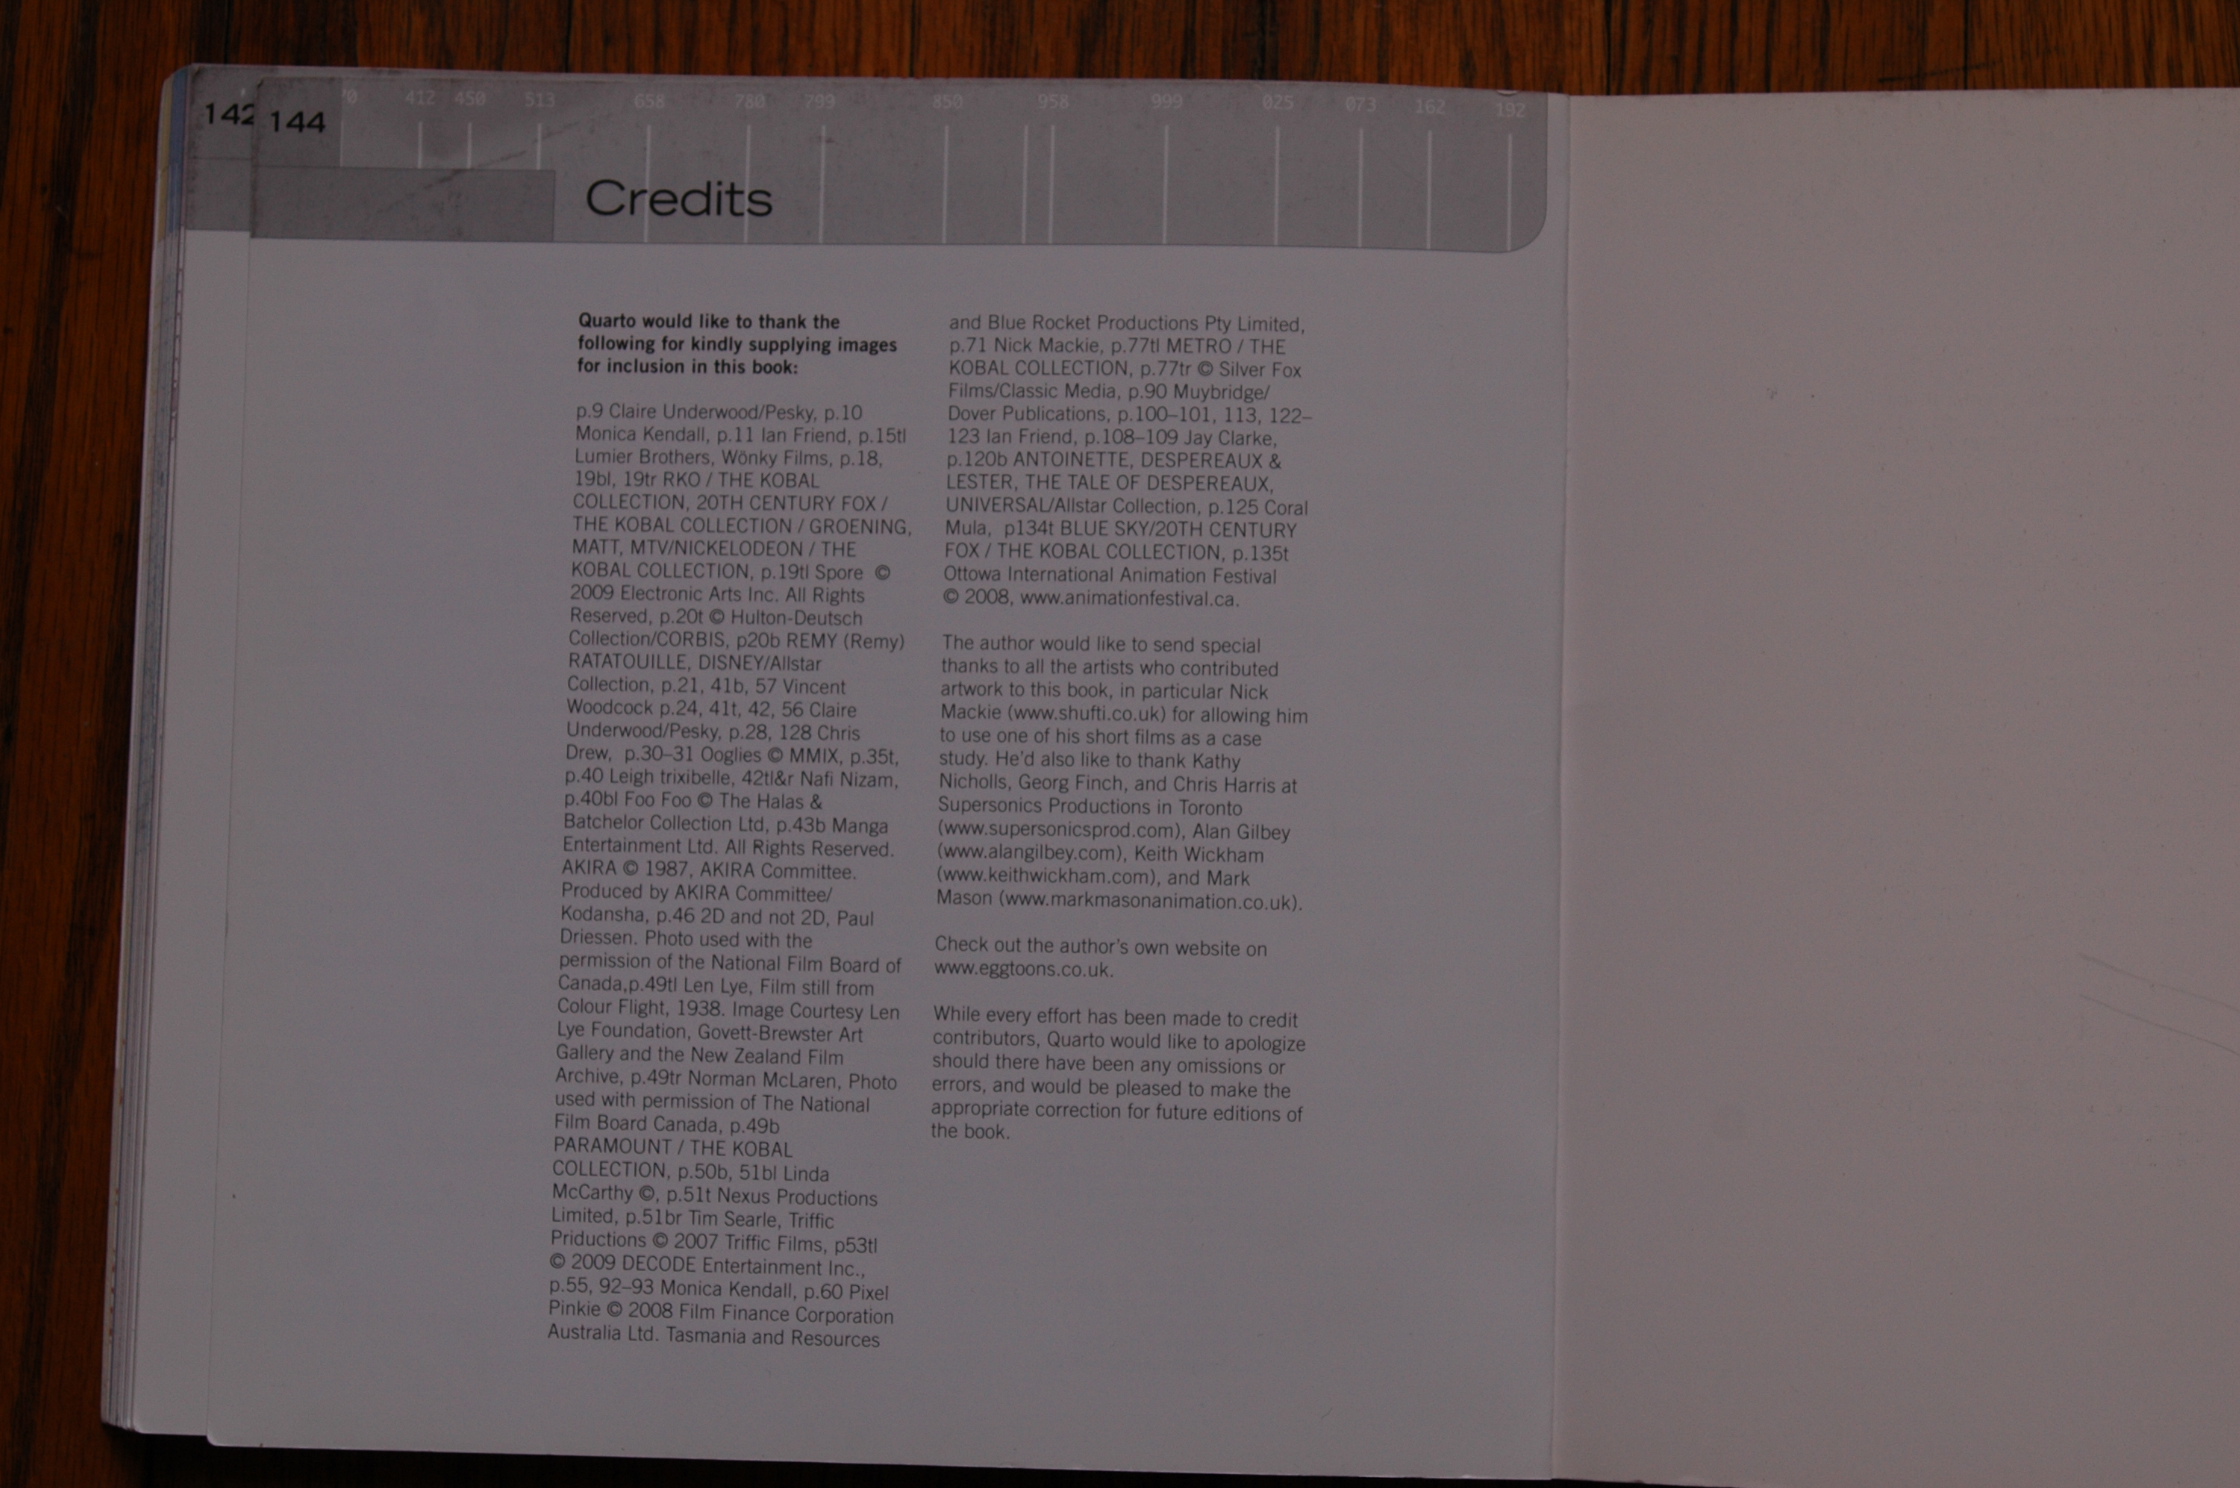 142 144
0 412 450 513 658 780 799 850 958 999 025 073 162 192
Credits
Quarto would like to thank the
following for kindly supplying images
for inclusion in this book:
p.9 Claire Underwood/Pesky, p.10
Monica Kendall, p.11 Ian Friend, p.15tl
Lumier Brothers, Wonky Films, p.18,
19bl, 19tr RKO / THE KOBAL
COLLECTION, 20TH CENTURY FOX /
THE KOBAL COLLECTION / GROENING,
MATT, MTV/NICKELODEON / THE
KOBAL COLLECTION, p.19tl Spore ©
2009 Electronic Arts Inc. All Rights
Reserved, p.20t © Hulton-Deutsch
Collection/CORBIS, p20b REMY (Remy)
RATATOUILLE, DISNEY/Allstar
Collection, p.21, 41b, 57 Vincent
Woodcock p.24, 41t, 42, 56 Claire
Underwood/Pesky, p.28, 128 Chris
Drew, p.30–31 Ooglies © MMIX, p.35t,
p.40 Leigh trixibelle, 42tl&r Nafi Nizam,
p.40bl Foo Foo © The Halas &
Batchelor Collection Ltd, p.43b Manga
Entertainment Ltd. All Rights Reserved.
AKIRA © 1987, AKIRA Committee.
Produced by AKIRA Committee/
Kodansha, p.46 2D and not 2D, Paul
Driessen. Photo used with the
permission of the National Film Board of
Canada,p.49tl Len Lye, Film still from
Colour Flight, 1938. Image Courtesy Len
Lye Foundation, Govett-Brewster Art
Gallery and the New Zealand Film
Archive, p.49tr Norman McLaren, Photo
used with permission of The National
Film Board Canada, p.49b
PARAMOUNT / THE KOBAL
COLLECTION, p.50b, 51bl Linda
McCarthy ©, p.51t Nexus Productions
Limited, p.51br Tim Searle, Triffic
Priductions © 2007 Triffic Films, p53tl
© 2009 DECODE Entertainment Inc.,
p.55, 92–93 Monica Kendall, p.60 Pixel
Pinkie © 2008 Film Finance Corporation
Australia Ltd. Tasmania and Resources
and Blue Rocket Productions Pty Limited,
p.71 Nick Mackie, p.77tl METRO / THE
KOBAL COLLECTION, p.77tr © Silver Fox
Films/Classic Media, p.90 Muybridge/
Dover Publications, p.100–101, 113, 122–
123 Ian Friend, p.108–109 Jay Clarke,
p.120b ANTOINETTE, DESPEREAUX &
LESTER, THE TALE OF DESPEREAUX,
UNIVERSAL/Allstar Collection, p.125 Coral
Mula, p134t BLUE SKY/20TH CENTURY
FOX / THE KOBAL COLLECTION, p.135t
Ottowa International Animation Festival
© 2008, www.animationfestival.ca.
The author would like to send special
thanks to all the artists who contributed
artwork to this book, in particular Nick
Mackie (www.shufti.co.uk) for allowing him
to use one of his short films as a case
study. He'd also like to thank Kathy
Nicholls, Georg Finch, and Chris Harris at
Supersonics Productions in Toronto
(www.supersonicsprod.com), Alan Gilbey
(www.alangilbey.com), Keith Wickham
(www.keithwickham.com), and Mark
Mason (www.markmasonanimation.co.uk).
Check out the author's own website on
www.eggtoons.co.uk.
While every effort has been made to credit
contributors, Quarto would like to apologize
should there have been any omissions or
errors, and would be pleased to make the
appropriate correction for future editions of
the book.